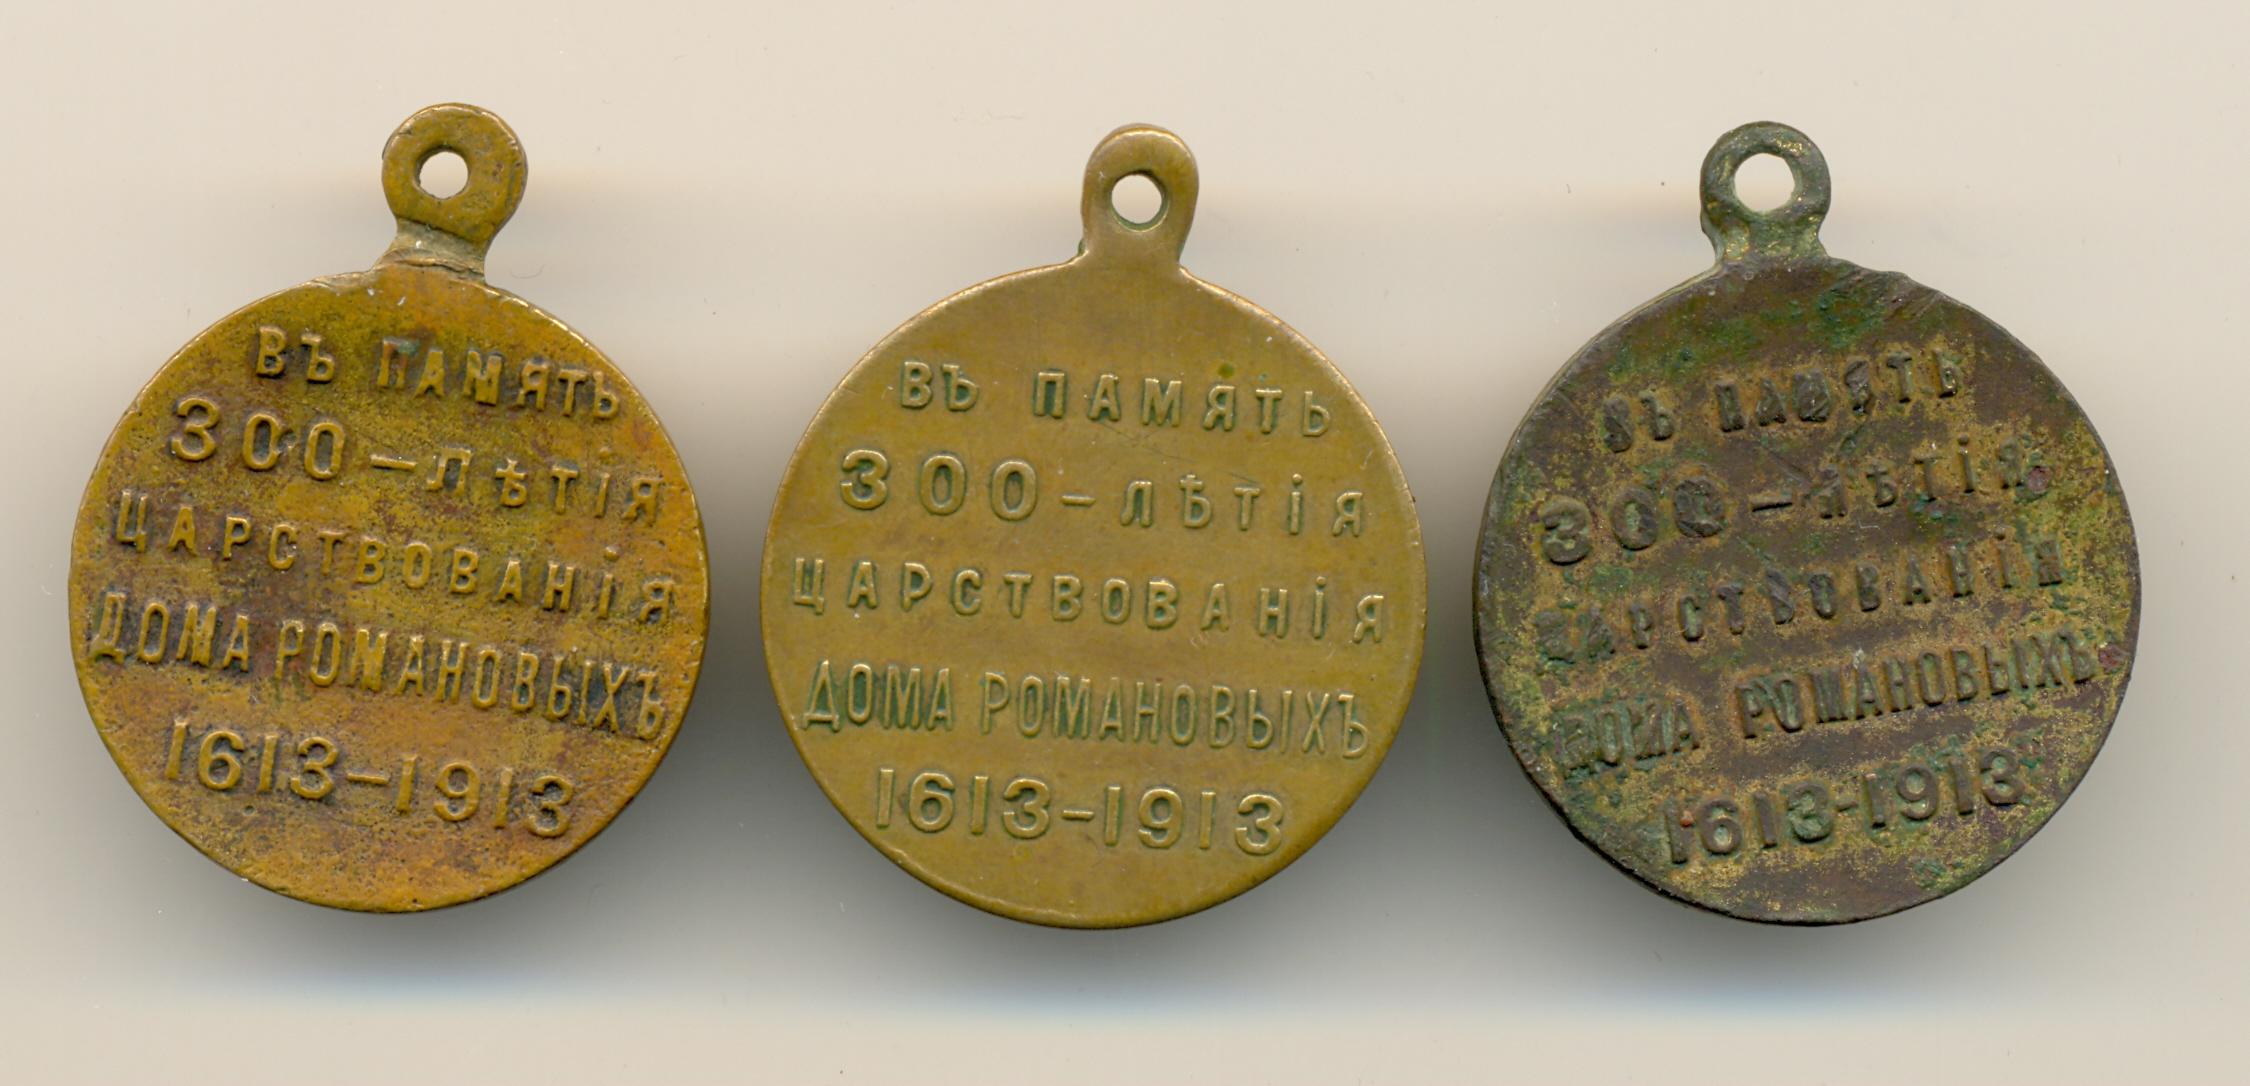 ВЪ ПАМЯТЬ
300-ЛѢТІЯ
ЦАРСТВОВАНІЯ
ДОМА РОМАНОВЫХЪ
1613-1913
ВЪ ПАМЯТЬ
300-ЛѢТІЯ
ЦАРСТВОВАНІЯ
ДОМА РОМАНОВЫХЪ
1613-1913
ВЪ ПАМЯТЬ
300-ЛѢТІЯ
ЦАРСТВОВАНІЯ
ДОМА РОМАНОВЫХЪ
1613-1913